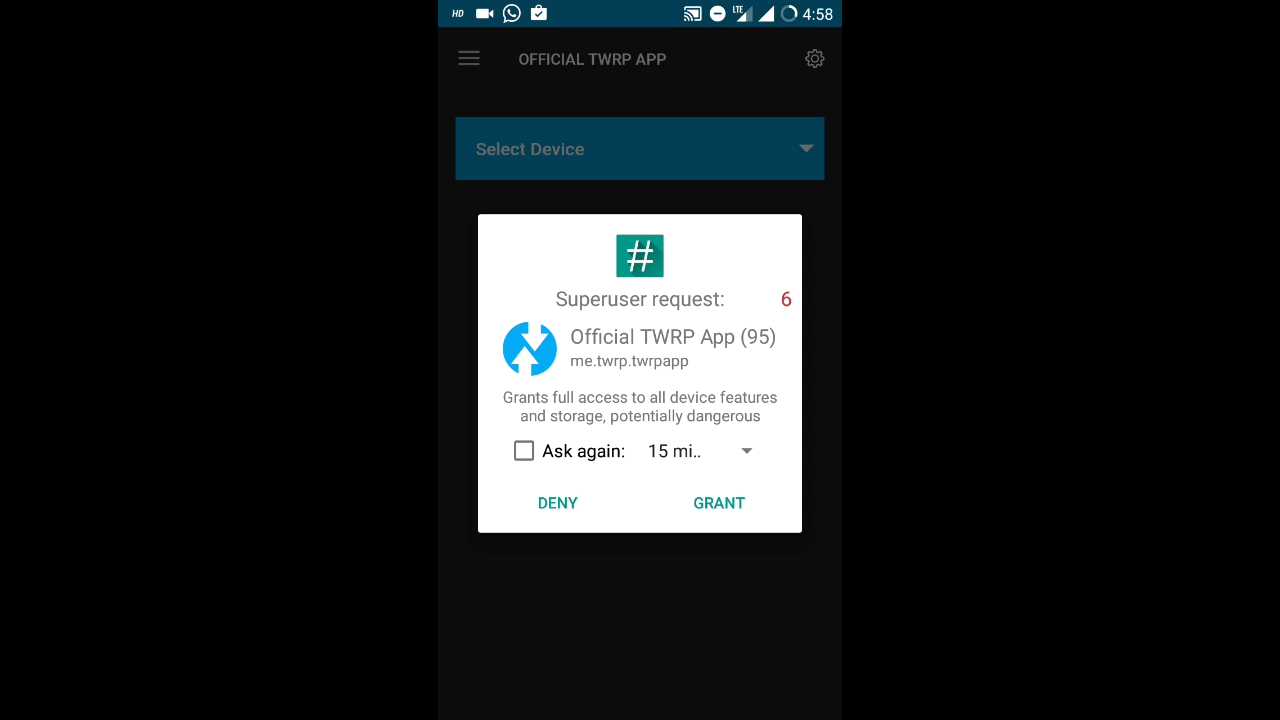 HD
LTE
4:58
OFFICIAL TWRP APP
Select Device
#
Superuser request:
6
Official TWRP App (95)
me.twrp.twrpapp
Grants full access to all device features
and storage, potentially dangerous
Ask again: 15 mi..
DENY GRANT